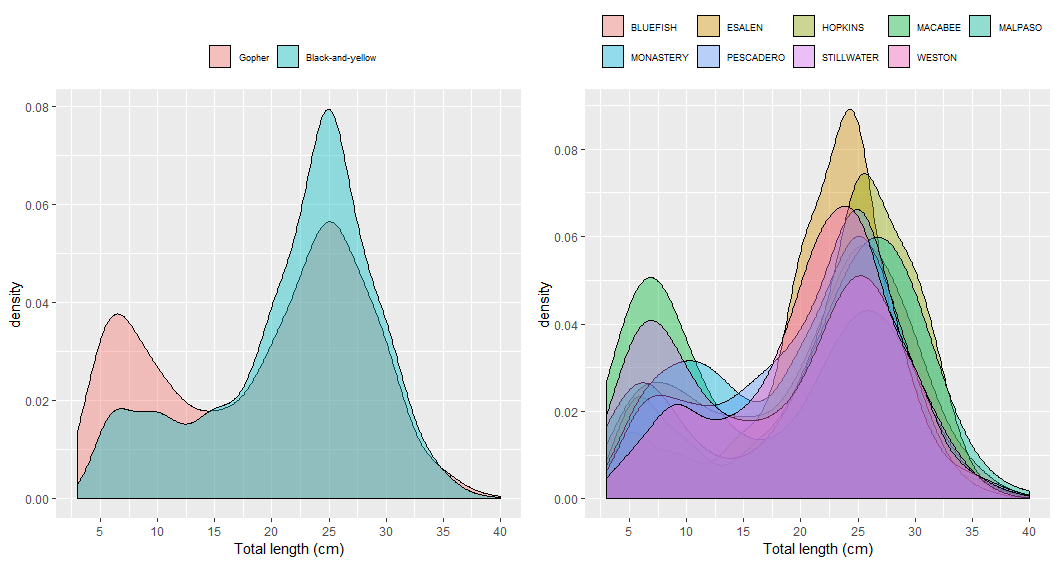 Gopher Black-and-yellow
density
0.08
0.06
0.04
0.02
0.00
5 10 15 20 25 30 35 40
Total length (cm)
BLUEFISH ESALEN HOPKINS MACABEE MALPASO
MONASTERY PESCADERO STILLWATER WESTON
density
0.08
0.06
0.04
0.02
0.00
5 10 15 20 25 30 35 40
Total length (cm)